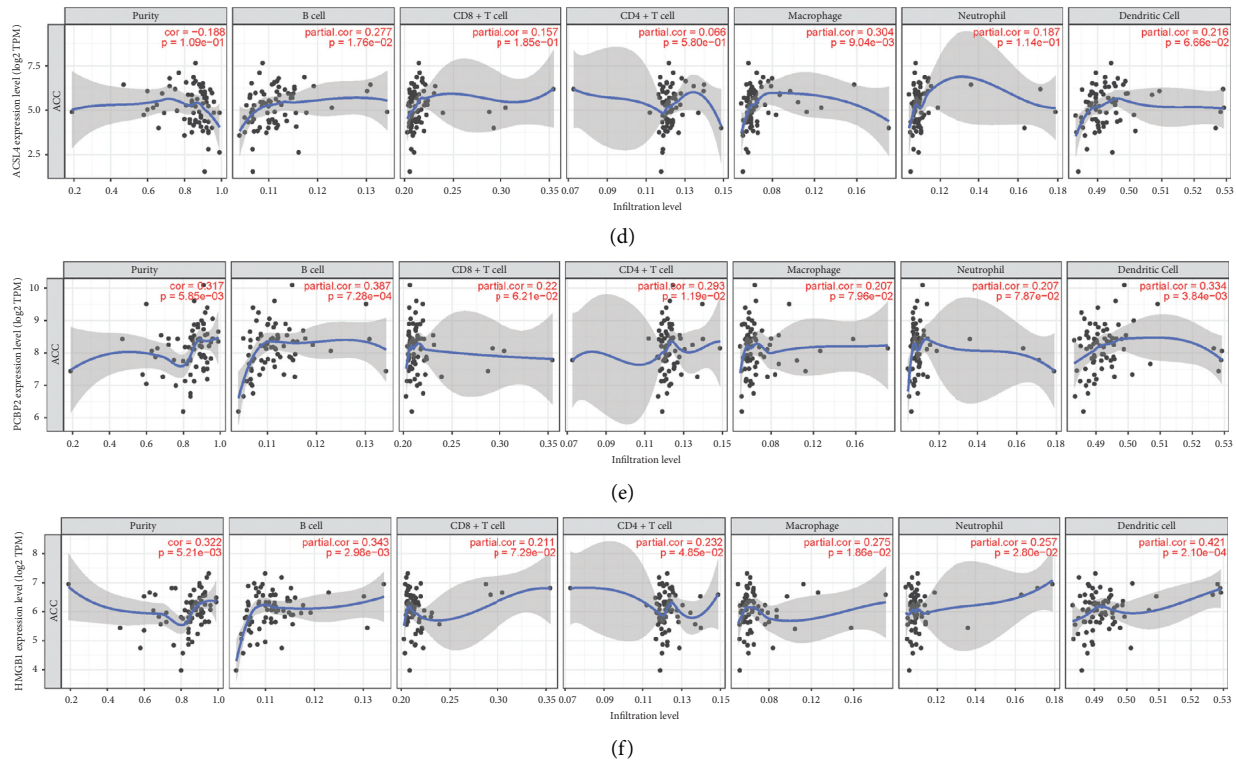 Purity B cell CD8 + T cell CD4 + T cell Macrophage Neutrophil Dendritic Cell
cor = −0.188 partial.cor = 0.277 partial.cor = 0.157 partial.cor = 0.066 partial.cor = 0.304 partial.cor = 0.187 partial.cor = 0.216
p = 1.09e−01 p = 1.76e−02 p = 1.85e−01 p = 5.80e−01 p = 9.04e−03 p = 1.14e−01 p = 6.66e−02
ACSL4 expression level (log2 TPM)
ACC
7.5
5.0
2.5
0.2 0.4 0.6 0.8 1.0 0.11 0.12 0.13 0.20 0.25 0.30 0.35 0.07 0.09 0.11 0.13 0.15 0.08 0.12 0.16 0.12 0.14 0.16 0.18 0.49 0.50 0.51 0.52 0.53
Infiltration level
(d)
Purity B cell CD8 + T cell CD4 + T cell Macrophage Neutrophil Dendritic Cell
cor = 0.317 partial.cor = 0.387 partial.cor = 0.22 partial.cor = 0.293 partial.cor = 0.207 partial.cor = 0.207 partial.cor = 0.334
p = 5.85e−03 p = 7.28e−04 p = 6.21e−02 p = 1.19e−02 p = 7.96e−02 p = 7.87e−02 p = 3.84e−03
PCBP2 expression level (log2 TPM)
ACC
10
9
8
7
6
0.2 0.4 0.6 0.8 1.0 0.11 0.12 0.13 0.20 0.25 0.30 0.35 0.07 0.09 0.11 0.13 0.15 0.08 0.12 0.16 0.12 0.14 0.16 0.18 0.49 0.50 0.51 0.52 0.53
Infiltration level
(e)
Purity B cell CD8 + T cell CD4 + T cell Macrophage Neutrophil Dendritic cell
cor = 0.322 partial.cor = 0.343 partial.cor = 0.211 partial.cor = 0.232 partial.cor = 0.275 partial.cor = 0.257 partial.cor = 0.421
p = 5.21e−03 p = 2.98e−03 p = 7.29e−02 p = 4.85e−02 p = 1.86e−02 p = 2.80e−02 p = 2.10e−04
HMGB1 expression level (log2 TPM)
ACC
8
7
6
5
4
0.2 0.4 0.6 0.8 1.0 0.11 0.12 0.13 0.20 0.25 0.30 0.35 0.07 0.09 0.11 0.13 0.15 0.08 0.12 0.16 0.12 0.14 0.16 0.18 0.49 0.50 0.51 0.52 0.53
Infiltration level
(f)